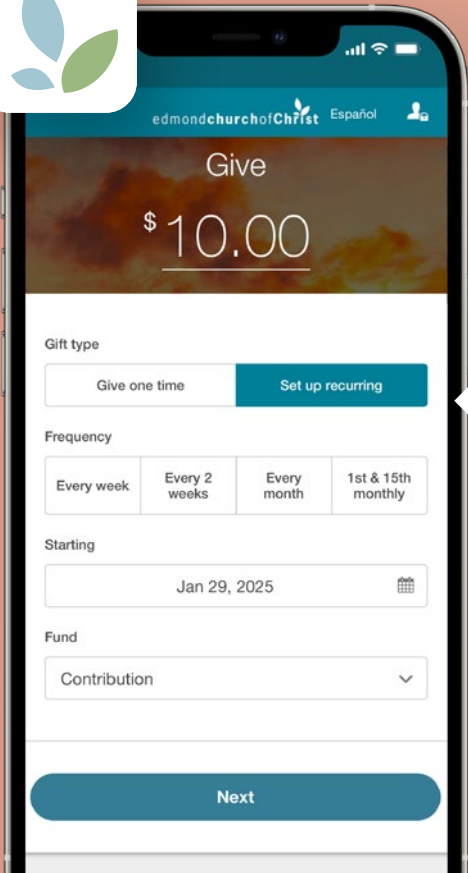 edmondchurchofChrist Español
Give
$10.00
Gift type
Give one time
Set up recurring
Frequency
Every week
Every 2
weeks
Every
month
1st & 15th
monthly
Starting
Jan 29, 2025
Fund
Contribution
Next